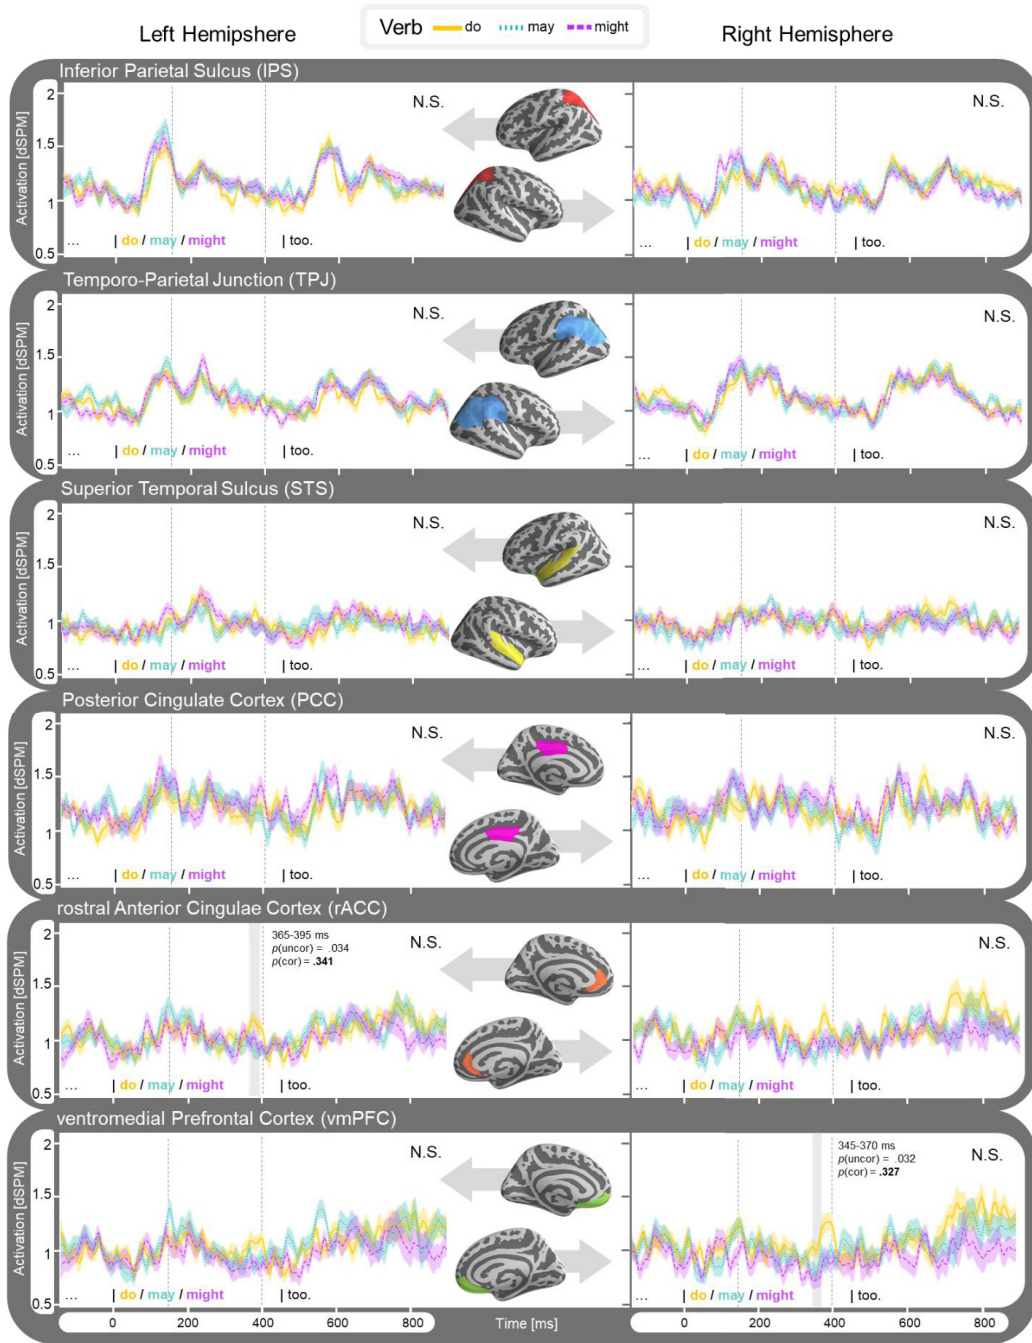 Verb do may might
Left Hemipshere
Right Hemisphere
Inferior Parietal Sulcus (IPS)
Activation [dSPM]
2
1.5
1
0.5
N.S.
N.S.
... | do / may / might | too.
... | do / may / might | too.
Temporo-Parietal Junction (TPJ)
Activation [dSPM]
2
1.5
1
0.5
N.S.
N.S.
... | do / may / might | too.
... | do / may / might | too.
Superior Temporal Sulcus (STS)
Activation [dSPM]
2
1.5
1
0.5
N.S.
N.S.
... | do / may / might | too.
... | do / may / might | too.
Posterior Cingulate Cortex (PCC)
Activation [dSPM]
2
1.5
1
0.5
N.S.
N.S.
... | do / may / might | too.
... | do / may / might | too.
rostral Anterior Cingulae Cortex (rACC)
Activation [dSPM]
2
1.5
1
0.5
365-395 ms
p(uncor) = .034
p(cor) = .341
N.S.
N.S.
... | do / may / might | too.
... | do / may / might | too.
ventromedial Prefrontal Cortex (vmPFC)
Activation [dSPM]
2
1.5
1
0.5
N.S.
345-370 ms
p(uncor) = .032
p(cor) = .327
N.S.
... | do / may / might | too.
... | do / may / might | too.
0 200 400 600 800
Time [ms]
0 200 400 600 800